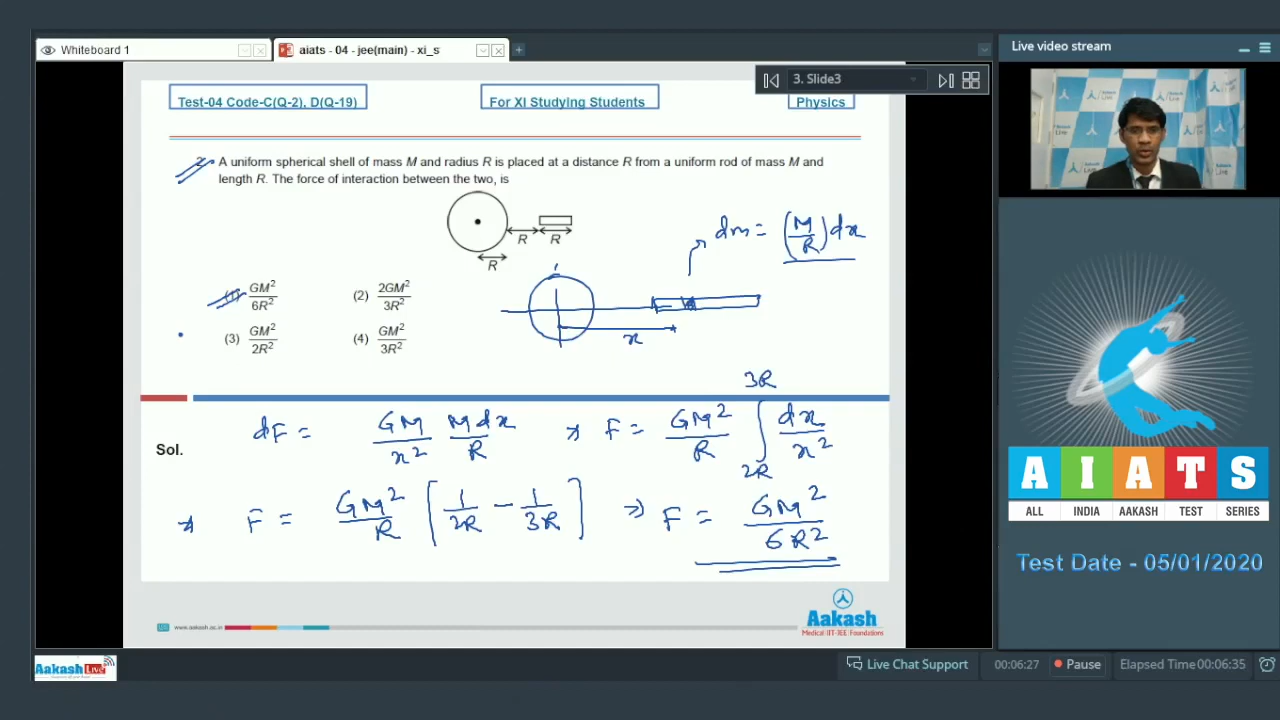 Whiteboard 1
aiats - 04 - jee(main) - xi_s
Live video stream
3. Slide3
Test-04 Code-C(Q-2), D(Q-19)
For XI Studying Students
Physics
2. A uniform spherical shell of mass M and radius R is placed at a distance R from a uniform rod of mass M and
length R. The force of interaction between the two, is
R R
R
dm = (M/R)dx
x
(1) GM²/6R² (2) 2GM²/3R²
(3) GM²/2R² (4) GM²/3R²
Sol.
dF = GM/x² Mdx/R ⇒ F = GM²/R ∫_{2R}^{3R} dx/x²
⇒ F = GM²/R [1/2R − 1/3R] ⇒ F = GM²/6R²
www.aakash.ac.in
Aakash
Medical|IIT-JEE|Foundations
A I A T S
ALL INDIA AAKASH TEST SERIES
Test Date - 05/01/2020
Aakash Live
Live Chat Support
00:06:27
Pause
Elapsed Time 00:06:35